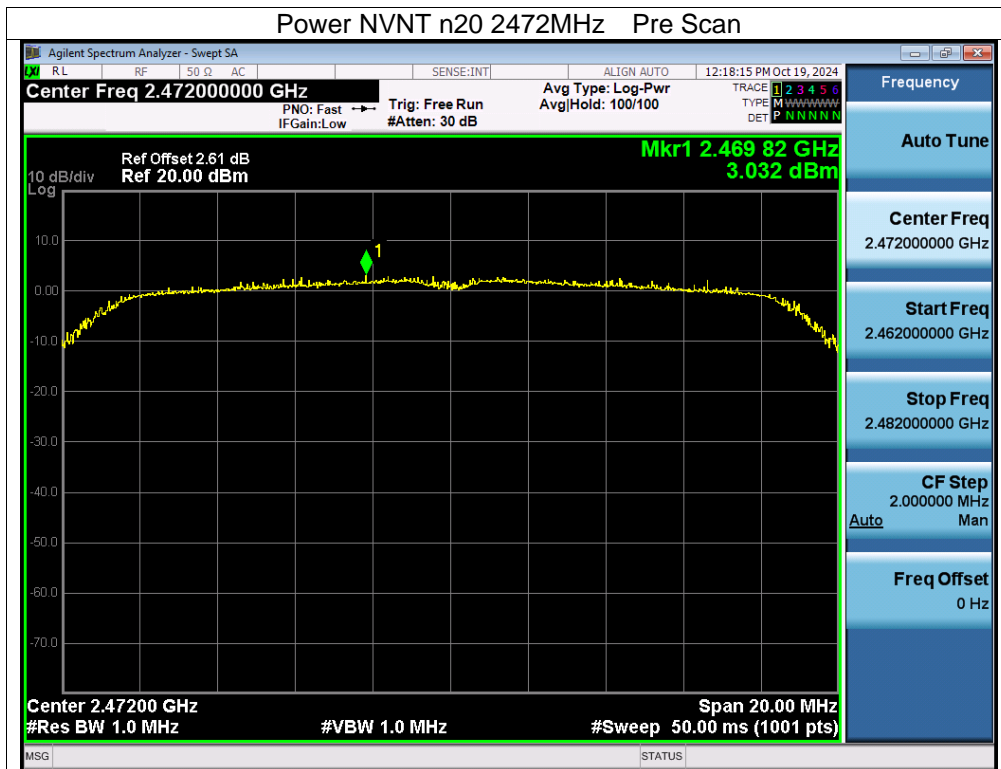 Power NVNT n20 2472MHz Pre Scan
Agilent Spectrum Analyzer - Swept SA
LXI RL RF 50 Ω AC SENSE:INT ALIGN AUTO 12:18:15 PM Oct 19, 2024
Center Freq 2.472000000 GHz
PNO: Fast
IFGain:Low
Trig: Free Run
#Atten: 30 dB
Avg Type: Log-Pwr
Avg|Hold: 100/100
TRACE 1 2 3 4 5 6
TYPE M WWWWW
DET P N N N N N
Mkr1 2.469 82 GHz
3.032 dBm
Ref Offset 2.61 dB
10 dB/div Ref 20.00 dBm
Log
10.0
0.00
-10.0
-20.0
-30.0
-40.0
-50.0
-60.0
-70.0
1
Center 2.47200 GHz Span 20.00 MHz
#Res BW 1.0 MHz #VBW 1.0 MHz #Sweep 50.00 ms (1001 pts)
MSG STATUS
Frequency
Auto Tune
Center Freq
2.472000000 GHz
Start Freq
2.462000000 GHz
Stop Freq
2.482000000 GHz
CF Step
2.000000 MHz
Auto Man
Freq Offset
0 Hz